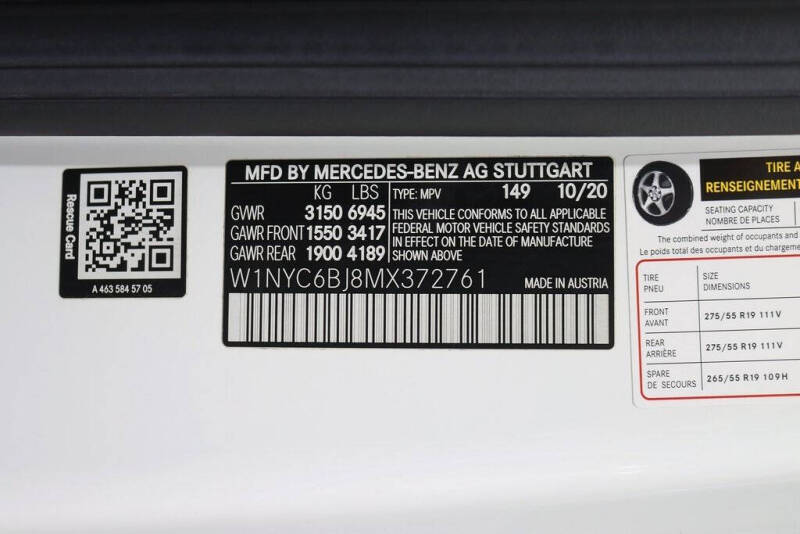 Rescue Card
A 463 584 57 05
MFD BY MERCEDES-BENZ AG STUTTGART
KG LBS TYPE: MPV 149 10/20
GVWR 3150 6945
GAWR FRONT 1550 3417
GAWR REAR 1900 4189
THIS VEHICLE CONFORMS TO ALL APPLICABLE
FEDERAL MOTOR VEHICLE SAFETY STANDARDS
IN EFFECT ON THE DATE OF MANUFACTURE
SHOWN ABOVE
W1NYC6BJ8MX372761 MADE IN AUSTRIA
TIRE A
RENSEIGNEMENT
SEATING CAPACITY
NOMBRE DE PLACES
The combined weight of occupants and
Le poids total des occupants et du chargeme
TIRE
PNEU
SIZE
DIMENSIONS
FRONT
AVANT
275/55 R19 111V
REAR
ARRIÈRE
275/55 R19 111V
SPARE
DE SECOURS
265/55 R19 109H